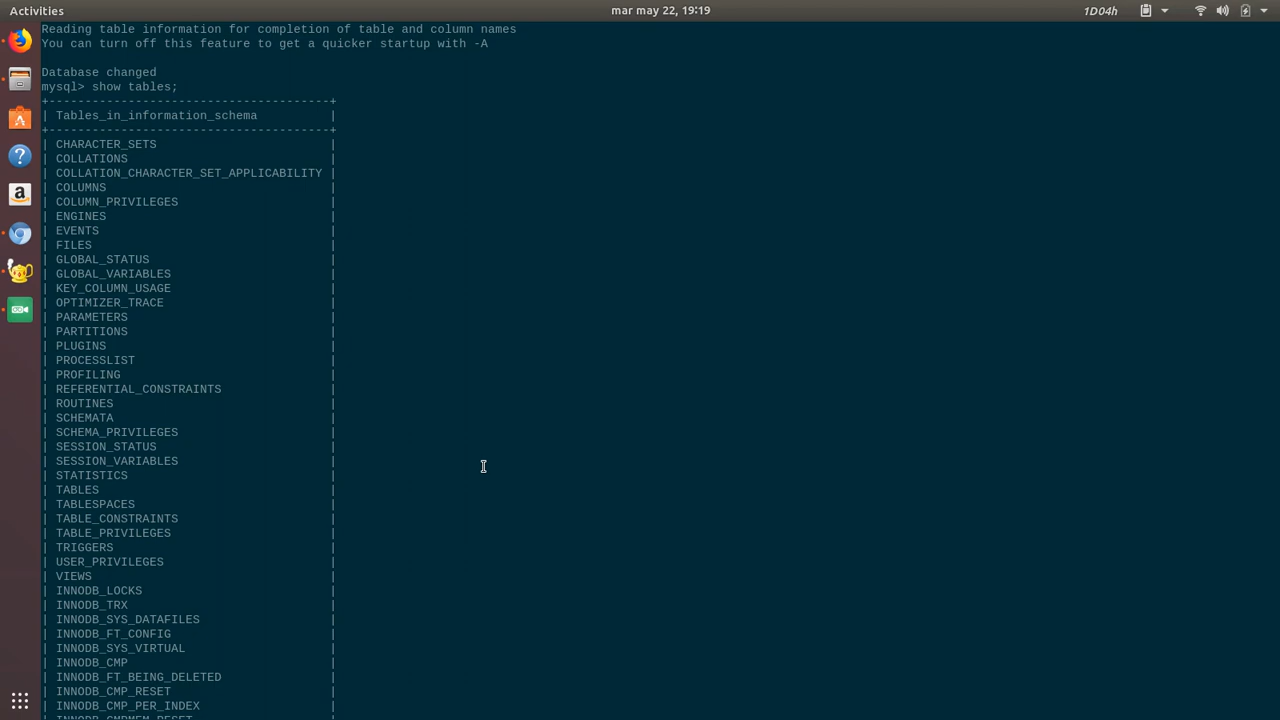 Activities
mar may 22, 19:19
1D04h
Reading table information for completion of table and column names
You can turn off this feature to get a quicker startup with -A
Database changed
mysql> show tables;
+---------------------------------------+
| Tables_in_information_schema |
+---------------------------------------+
| CHARACTER_SETS |
| COLLATIONS |
| COLLATION_CHARACTER_SET_APPLICABILITY |
| COLUMNS |
| COLUMN_PRIVILEGES |
| ENGINES |
| EVENTS |
| FILES |
| GLOBAL_STATUS |
| GLOBAL_VARIABLES |
| KEY_COLUMN_USAGE |
| OPTIMIZER_TRACE |
| PARAMETERS |
| PARTITIONS |
| PLUGINS |
| PROCESSLIST |
| PROFILING |
| REFERENTIAL_CONSTRAINTS |
| ROUTINES |
| SCHEMATA |
| SCHEMA_PRIVILEGES |
| SESSION_STATUS |
| SESSION_VARIABLES |
| STATISTICS |
| TABLES |
| TABLESPACES |
| TABLE_CONSTRAINTS |
| TABLE_PRIVILEGES |
| TRIGGERS |
| USER_PRIVILEGES |
| VIEWS |
| INNODB_LOCKS |
| INNODB_TRX |
| INNODB_SYS_DATAFILES |
| INNODB_FT_CONFIG |
| INNODB_SYS_VIRTUAL |
| INNODB_CMP |
| INNODB_FT_BEING_DELETED |
| INNODB_CMP_RESET |
| INNODB_CMP_PER_INDEX |
| INNODB_CMPMEM_RESET |